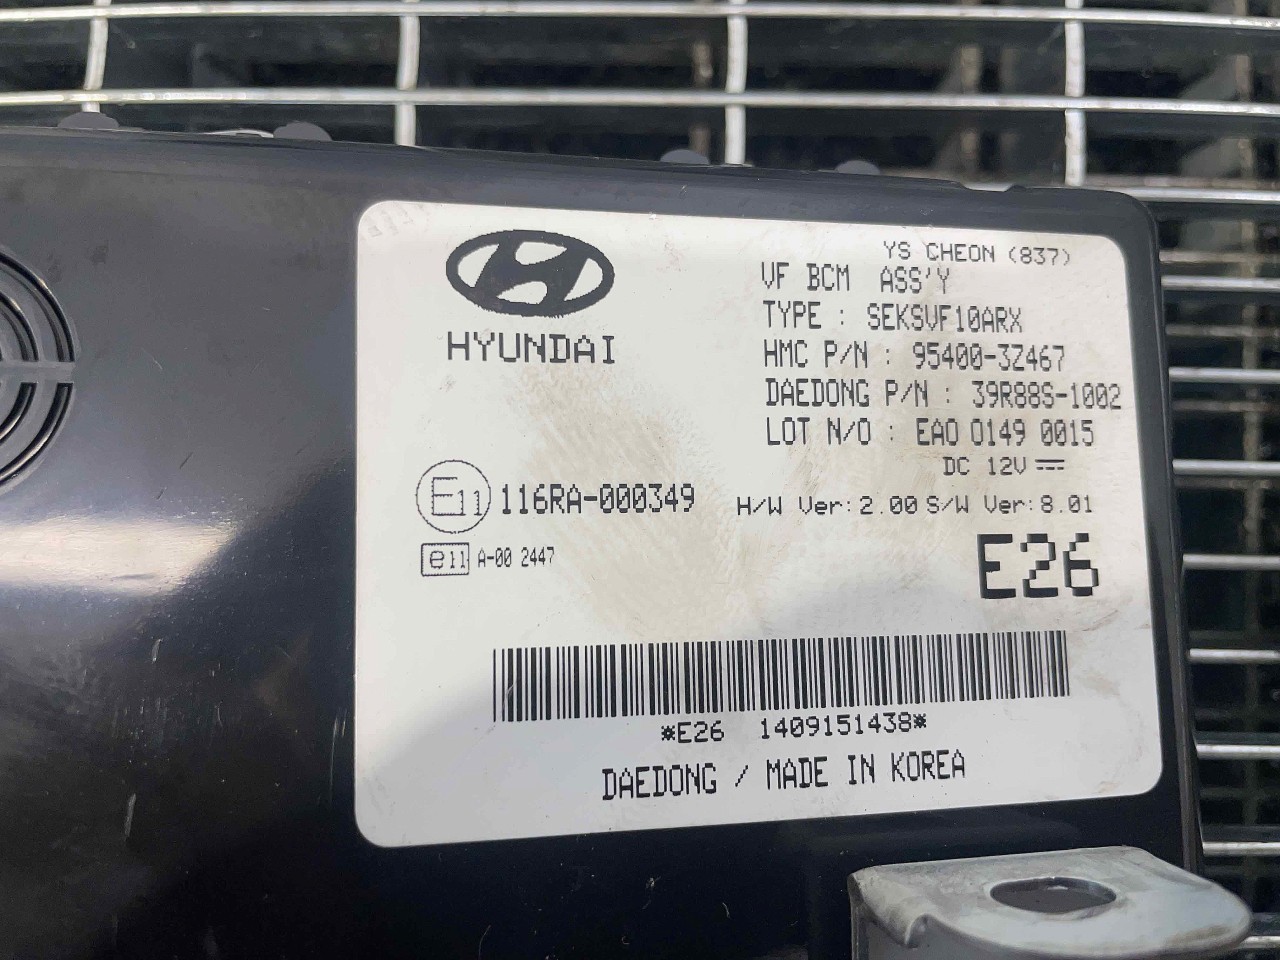 YS CHEON (837)
HYUNDAI
VF BCM ASS'Y
TYPE : SEKSVF10ARX
HMC P/N : 95400-3Z467
DAEDONG P/N : 39R88S-1002
LOT N/O : EAO 0149 0015
DC 12V
E11 116RA-000349
H/W Ver: 2.00 S/W Ver: 8.01
e11 A-00 2447
E26
*E26 1409151438*
DAEDONG / MADE IN KOREA